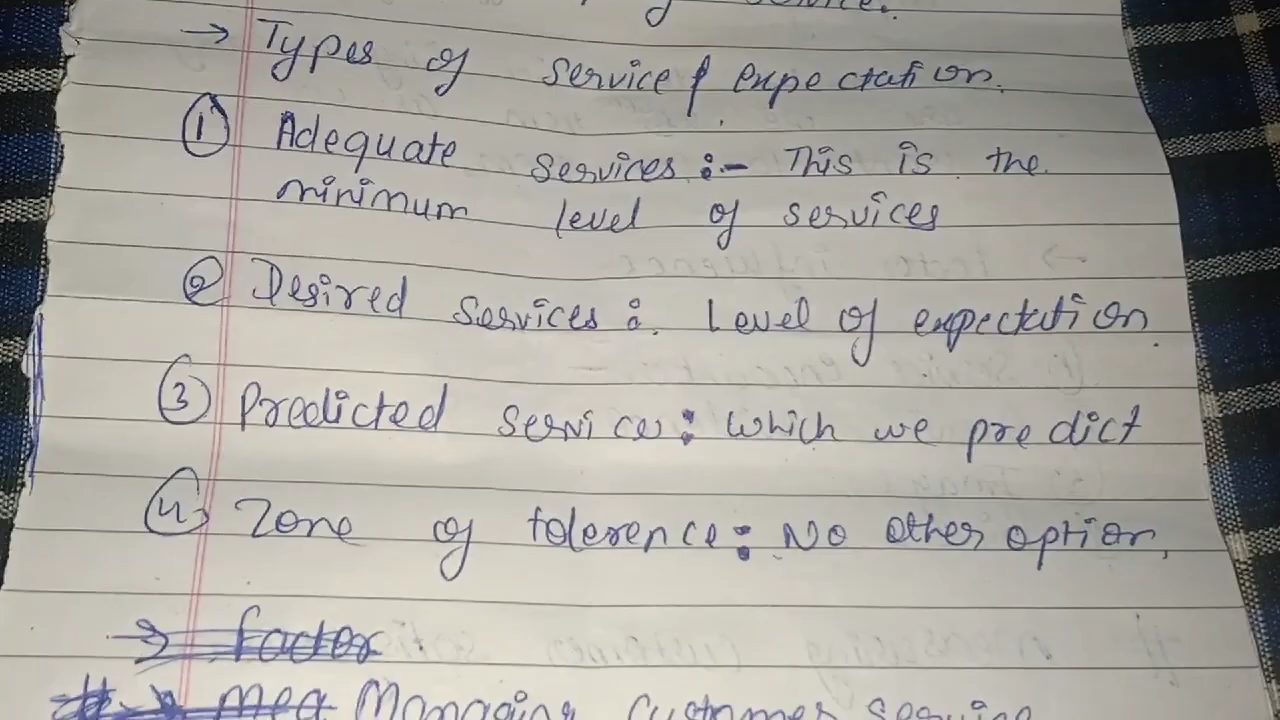 → Types of service expectation.
① Adequate services :- This is the
minimum level of services
② Desired services : Level of expectation.
③ Predicted service : which we predict
④ Zone of tolerence : No other option.
→ factor
Managing customer service